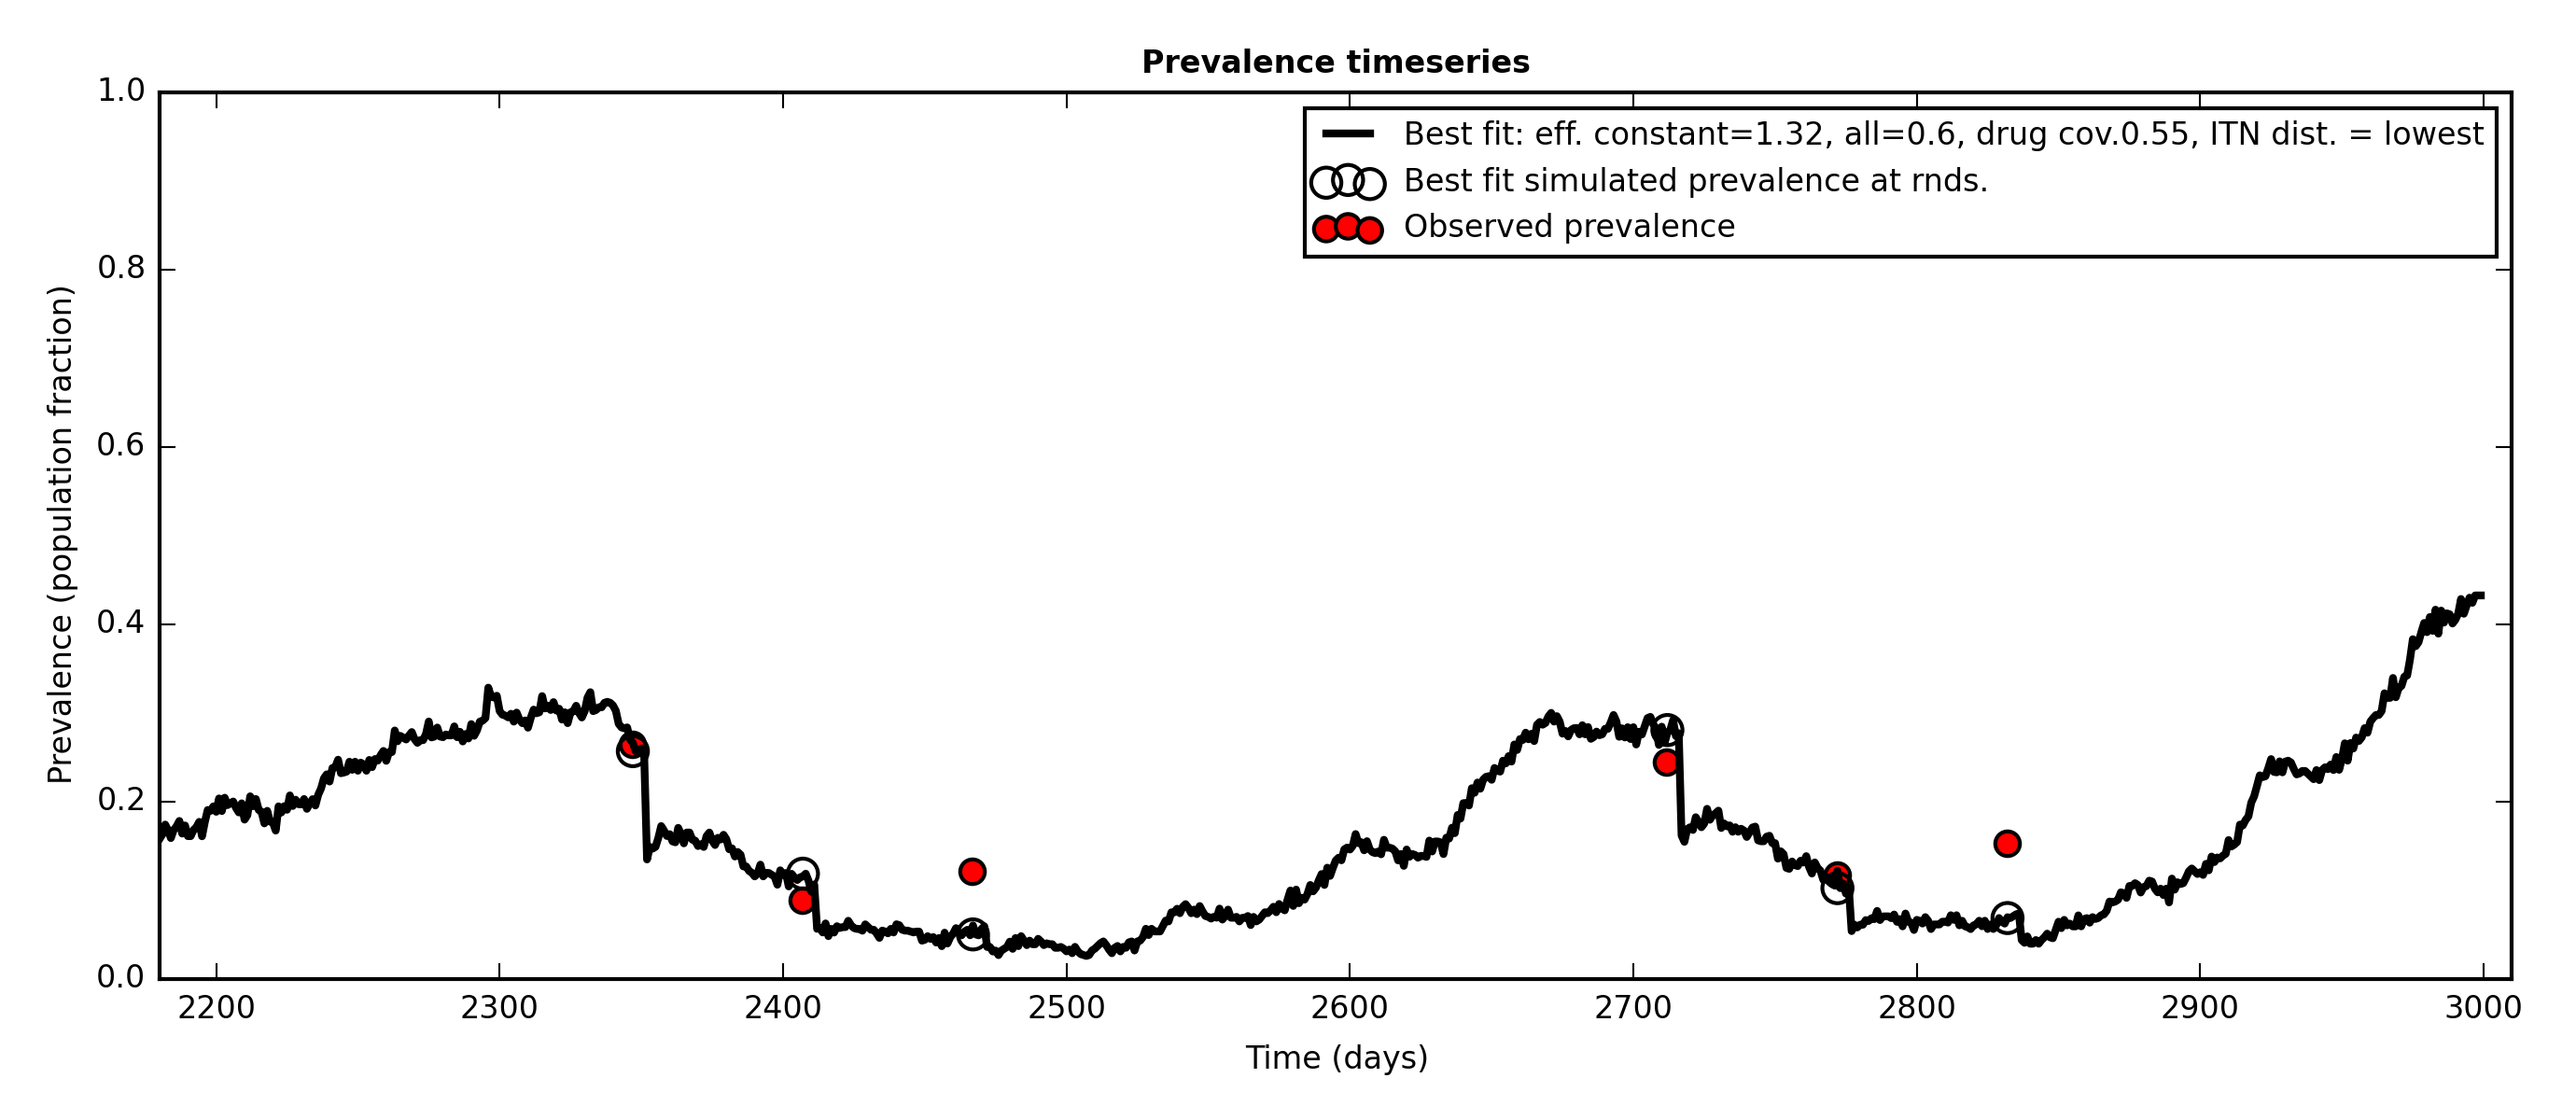 Prevalence timeseries
1.0
0.8
0.6
0.4
0.2
0.0
Prevalence (population fraction)
Best fit: eff. constant=1.32, all=0.6, drug cov.0.55, ITN dist. = lowest
Best fit simulated prevalence at rnds.
Observed prevalence
2200 2300 2400 2500 2600 2700 2800 2900 3000
Time (days)